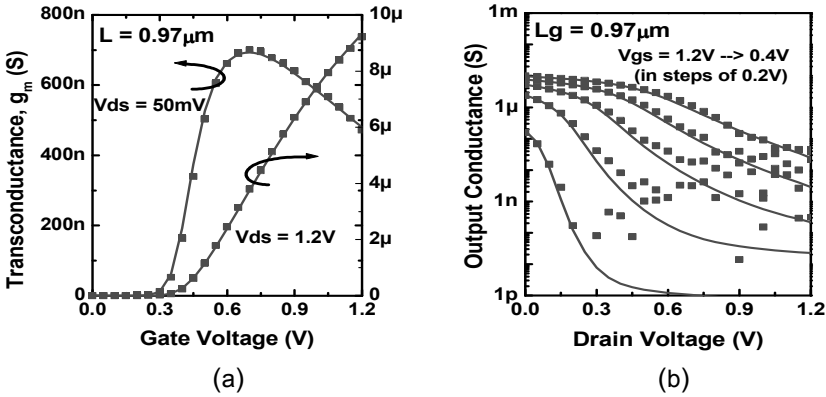 800n
600n
400n
200n
0
Transconductance, gm (S)
L = 0.97μm
Vds = 50mV
Vds = 1.2V
10μ
8μ
6μ
4μ
2μ
0
0.0 0.3 0.6 0.9 1.2
Gate Voltage (V)
(a)
1m
1μ
1n
1p
Output Conductance (S)
Lg = 0.97μm
Vgs = 1.2V --> 0.4V
(in steps of 0.2V)
0.0 0.3 0.6 0.9 1.2
Drain Voltage (V)
(b)